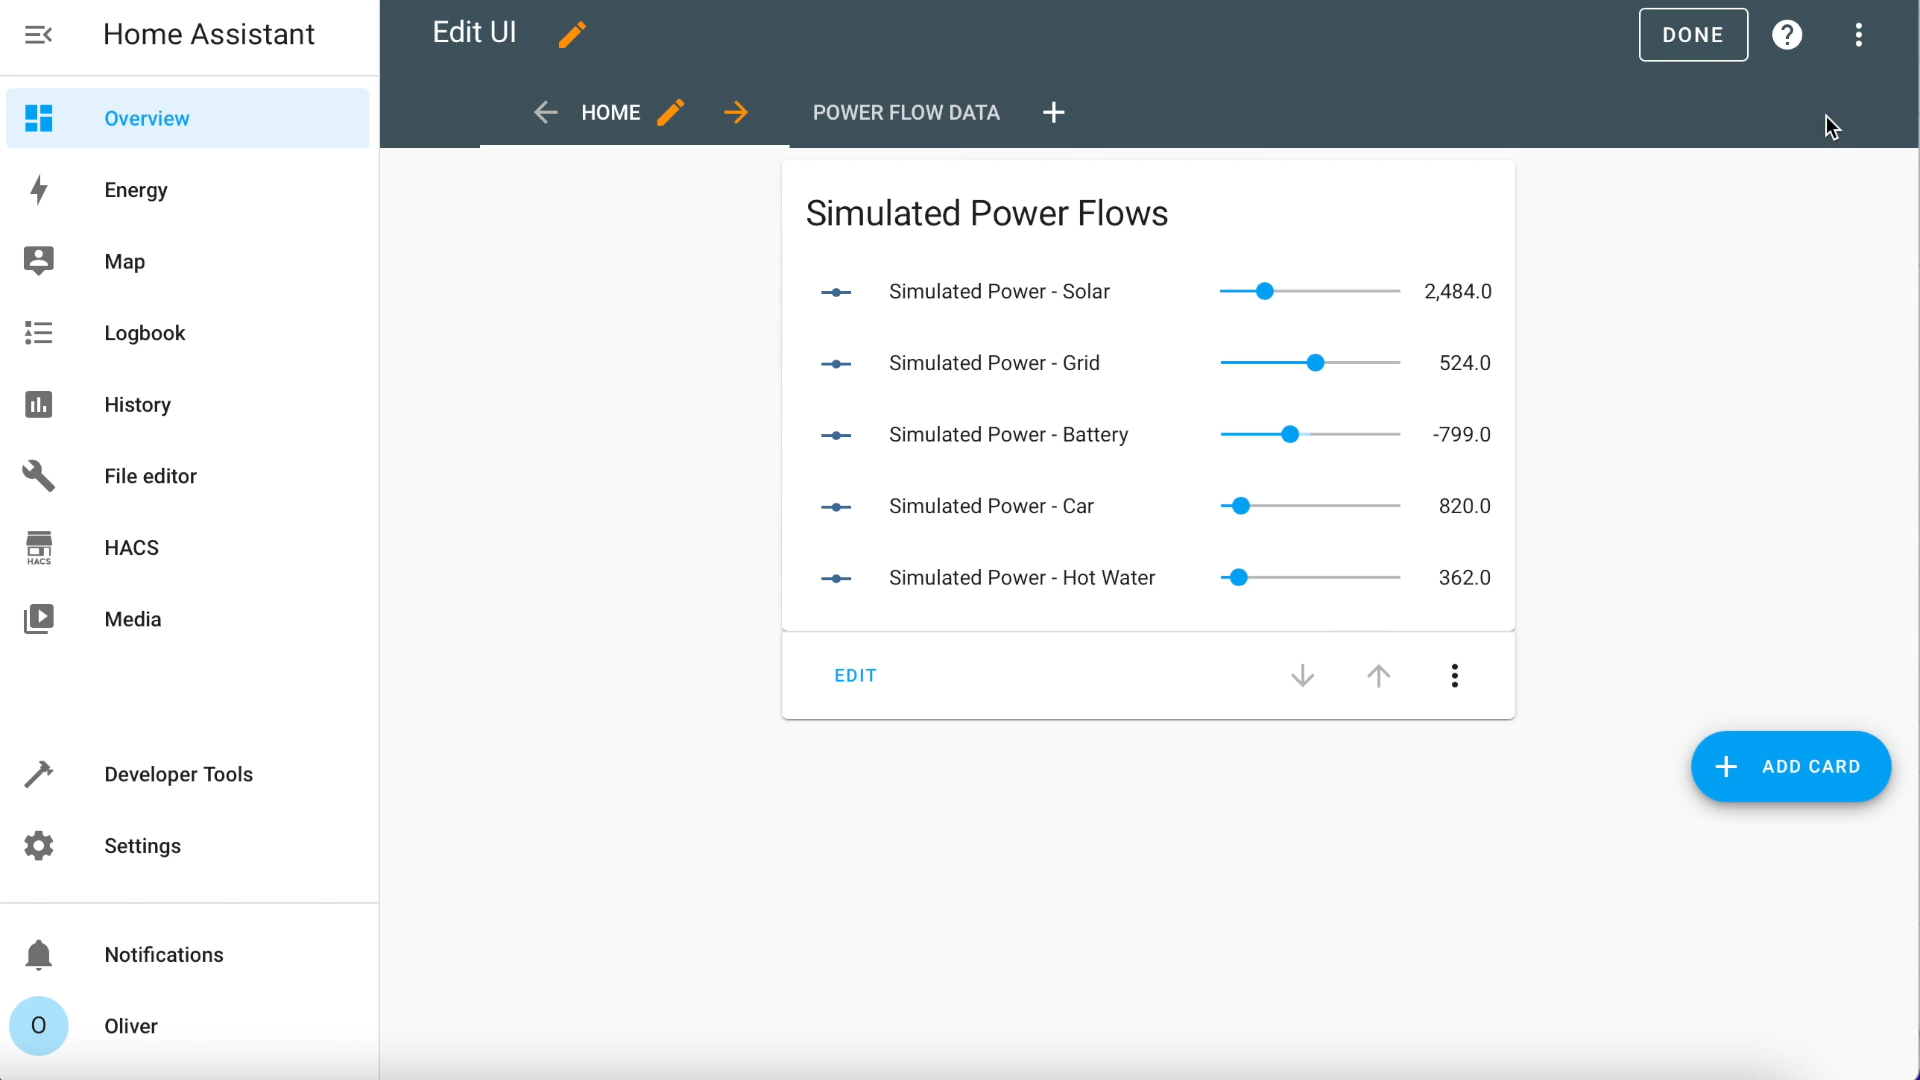 Home Assistant
Edit UI
DONE
?
HOME
POWER FLOW DATA
Overview
Energy
Map
Logbook
History
File editor
HACS
HACS
Media
Developer Tools
Settings
Notifications
O
Oliver
Simulated Power Flows
Simulated Power - Solar 2,484.0
Simulated Power - Grid 524.0
Simulated Power - Battery -799.0
Simulated Power - Car 820.0
Simulated Power - Hot Water 362.0
EDIT
ADD CARD